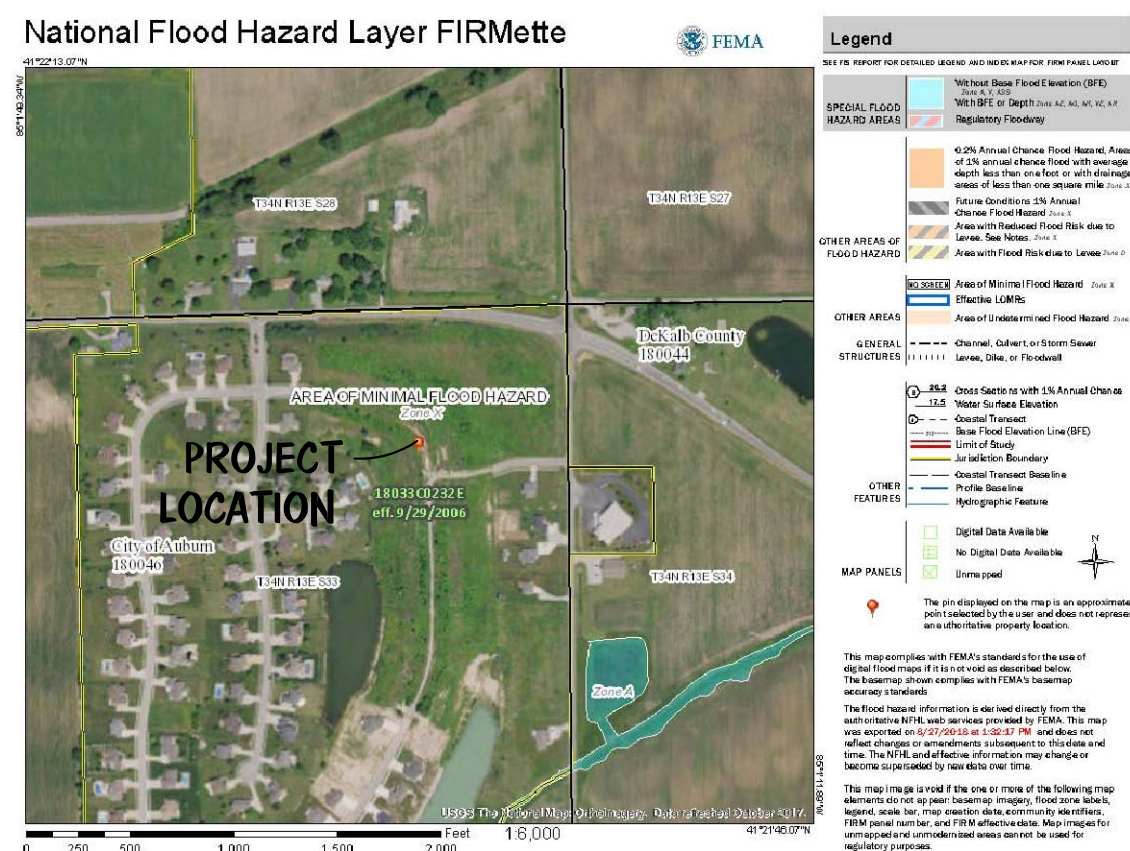 National Flood Hazard Layer FIRMette
FEMA
41°22'13.07"N
85°1'49.34"W
T34N R13E S28
T34N R13E S27
DeKalb County
180044
AREA OF MINIMAL FLOOD HAZARD
Zone X
PROJECT
LOCATION
18033C0232E
eff. 9/29/2006
City of Auburn
180046
T34N R13E S33
T34N R13E S34
Zone A
USGS The National Map: Orthoimagery. Data refreshed October 2017.
85°1'11.89"W
41°21'46.07"N
Feet
1:6,000
0 250 500 1,000 1,500 2,000
Legend
SEE FIS REPORT FOR DETAILED LEGEND AND INDEX MAP FOR FIRM PANEL LAYOUT
SPECIAL FLOOD
HAZARD AREAS
Without Base Flood Elevation (BFE)
Zone A, V, A99
With BFE or Depth Zone AE, AO, AH, VE, AR
Regulatory Floodway
OTHER AREAS OF
FLOOD HAZARD
0.2% Annual Chance Flood Hazard, Areas
of 1% annual chance flood with average
depth less than one foot or with drainage
areas of less than one square mile Zone X
Future Conditions 1% Annual
Chance Flood Hazard Zone X
Area with Reduced Flood Risk due to
Levee. See Notes. Zone X
Area with Flood Risk due to Levee Zone D
OTHER AREAS
NO SCREEN Area of Minimal Flood Hazard Zone X
Effective LOMRs
Area of Undetermined Flood Hazard Zone
GENERAL
STRUCTURES
Channel, Culvert, or Storm Sewer
Levee, Dike, or Floodwall
OTHER
FEATURES
20.2 Cross Sections with 1% Annual Chance
17.5 Water Surface Elevation
Coastal Transect
Base Flood Elevation Line (BFE)
Limit of Study
Jurisdiction Boundary
Coastal Transect Baseline
Profile Baseline
Hydrographic Feature
MAP PANELS
Digital Data Available
No Digital Data Available
Unmapped
N
The pin displayed on the map is an approximate
point selected by the user and does not represe
an authoritative property location.
This map complies with FEMA's standards for the use of
digital flood maps if it is not void as described below.
The basemap shown complies with FEMA's basemap
accuracy standards
The flood hazard information is derived directly from the
authoritative NFHL web services provided by FEMA. This map
was exported on 8/27/2018 at 1:32:17 PM and does not
reflect changes or amendments subsequent to this date and
time. The NFHL and effective information may change or
become superseded by new data over time.
This map image is void if the one or more of the following map
elements do not appear: basemap imagery, flood zone labels,
legend, scale bar, map creation date, community identifiers,
FIRM panel number, and FIRM effective date. Map images for
unmapped and unmodernized areas cannot be used for
regulatory purposes.